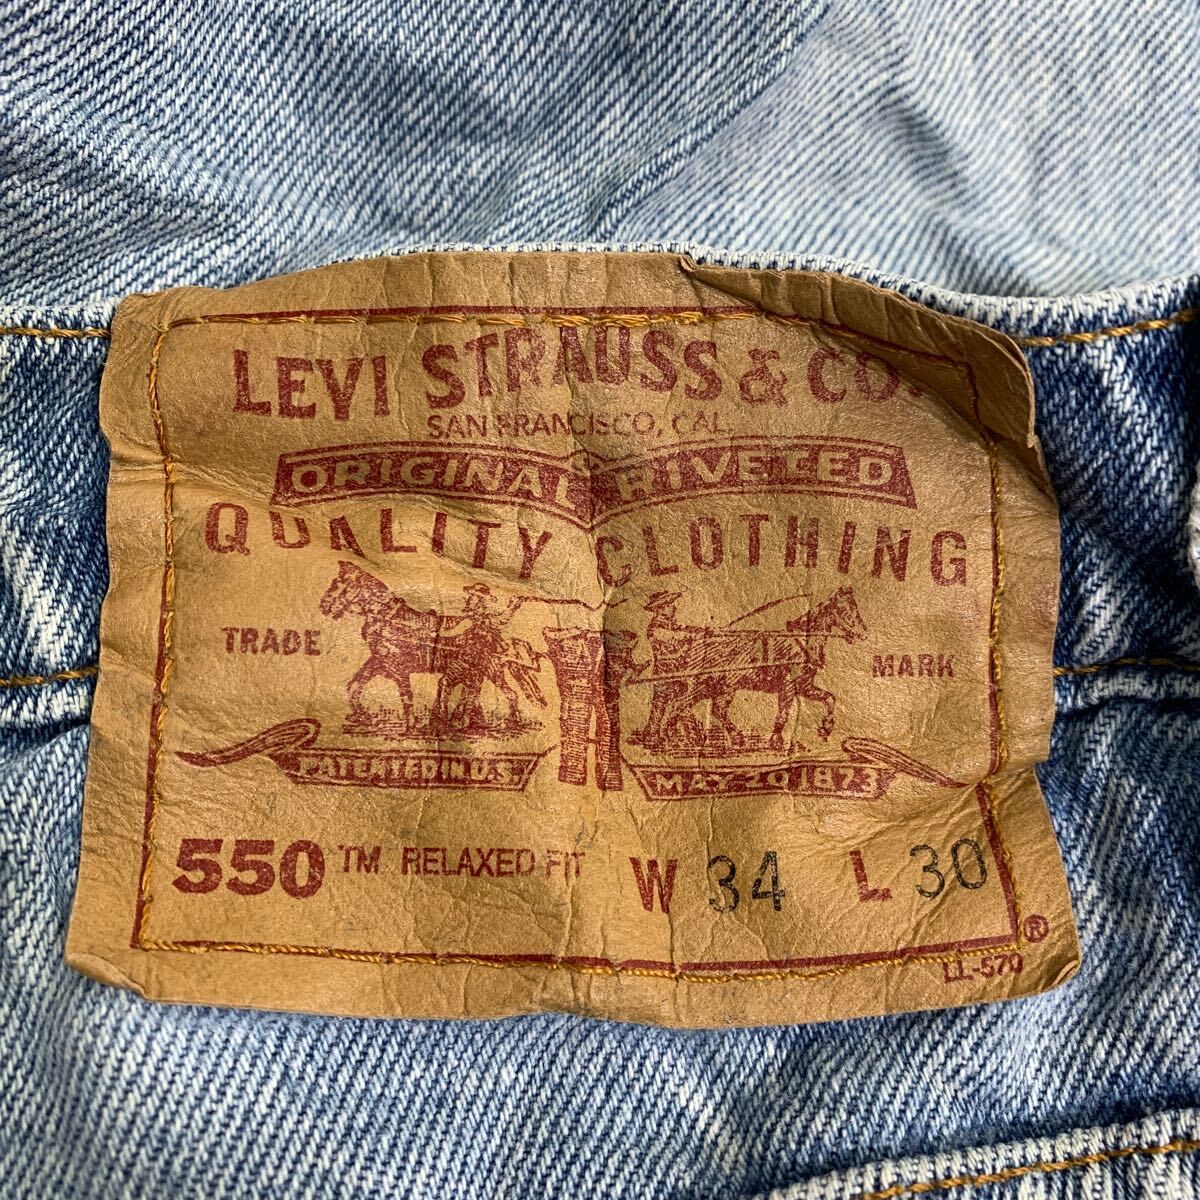 LEVI STRAUSS & CO.
SAN FRANCISCO, CAL.
ORIGINAL RIVETED
QUALITY CLOTHING
TRADE MARK
PATENTED IN U.S. MAY 20 1873
550 TM RELAXED FIT W 34 L 30
®
LL-570